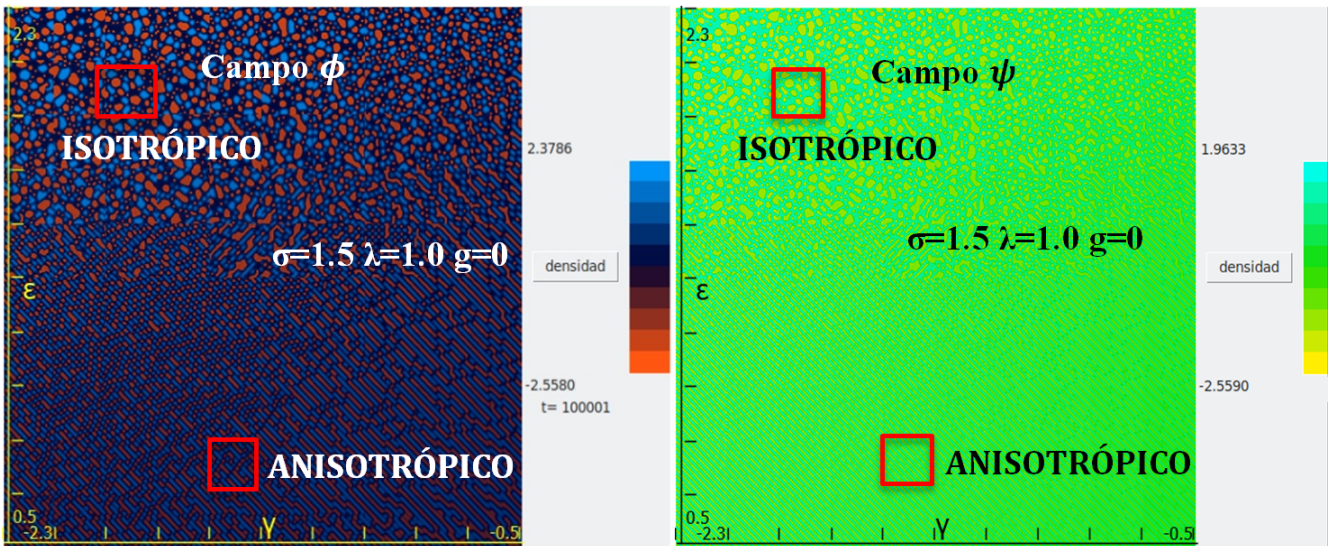 2.3
Campo ϕ
ISOTRÓPICO
σ=1.5 λ=1.0 g=0
ε
ANISOTRÓPICO
0.5
-2.3
γ
-0.5
2.3786
densidad
-2.5580
t= 100001
2.3
Campo ψ
ISOTRÓPICO
σ=1.5 λ=1.0 g=0
ε
ANISOTRÓPICO
0.5
-2.3
γ
-0.5
1.9633
densidad
-2.5590